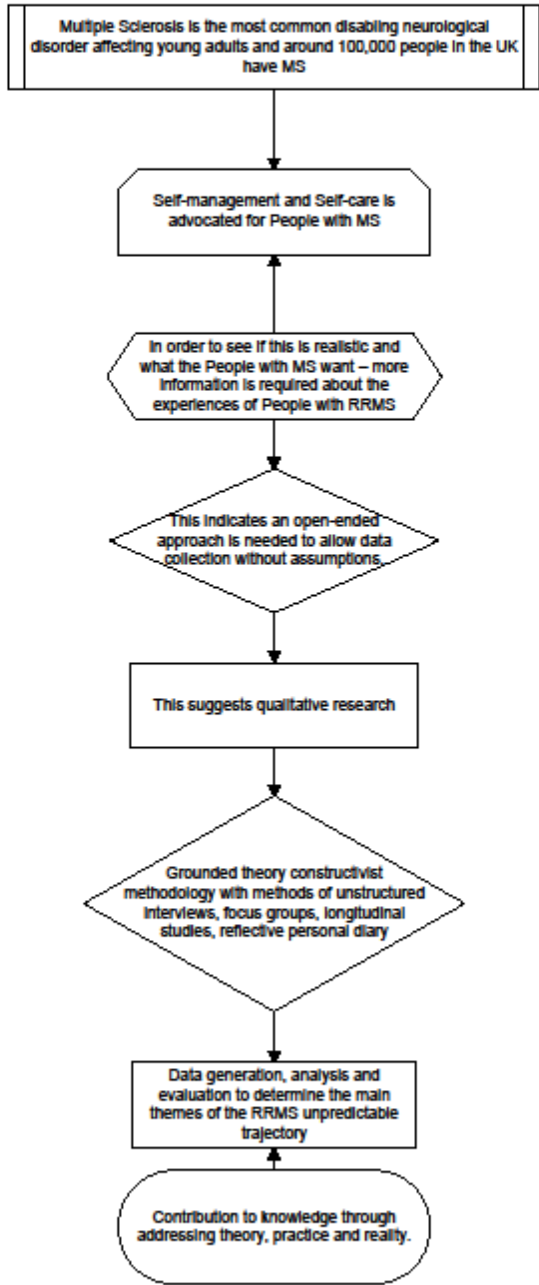 Multiple Sclerosis is the most common disabling neurological
disorder affecting young adults and around 100,000 people in the UK
have MS
Self-management and Self-care is
advocated for People with MS
In order to see if this is realistic and
what the People with MS want – more
information is required about the
experiences of People with RRMS
This indicates an open-ended
approach is needed to allow data
collection without assumptions,
This suggests qualitative research
Grounded theory constructivist
methodology with methods of unstructured
interviews, focus groups, longitudinal
studies, reflective personal diary
Data generation, analysis and
evaluation to determine the main
themes of the RRMS unpredictable
trajectory
Contribution to knowledge through
addressing theory, practice and reality.